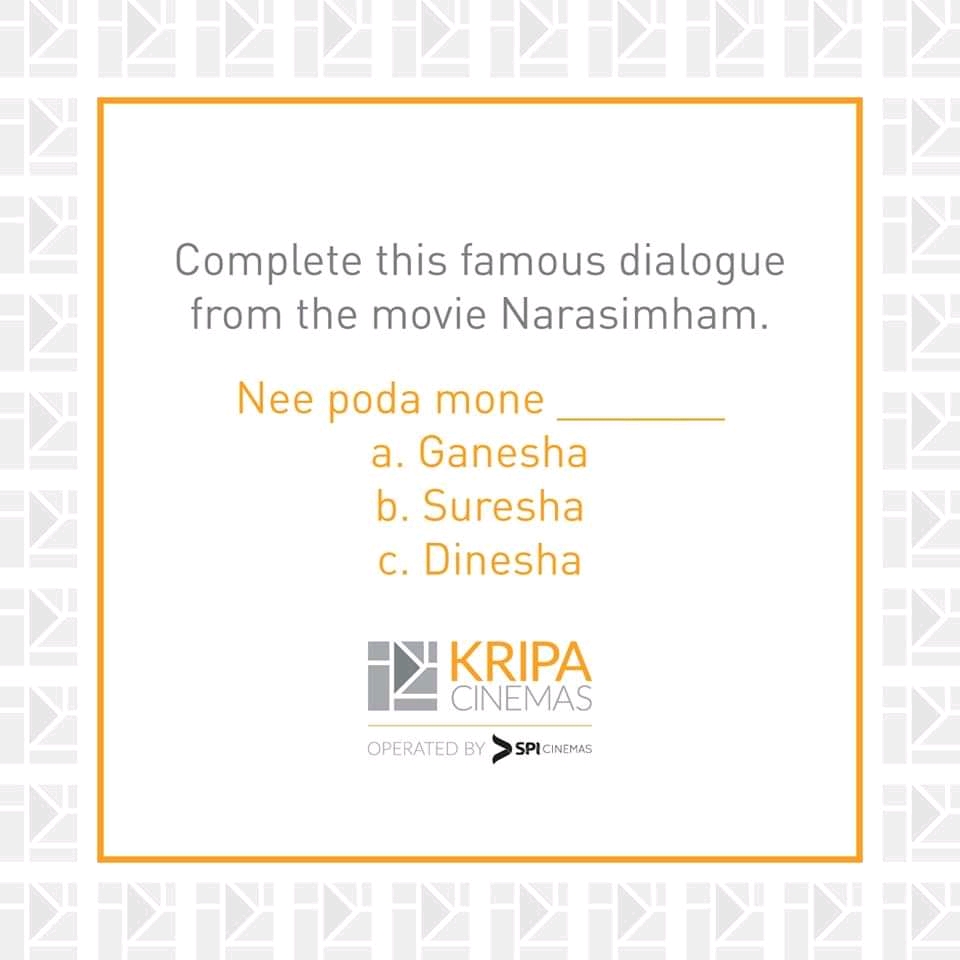 Complete this famous dialogue
from the movie Narasimham.
Nee poda mone ________
a. Ganesha
b. Suresha
c. Dinesha
KRIPA
CINEMAS
OPERATED BY SPI CINEMAS